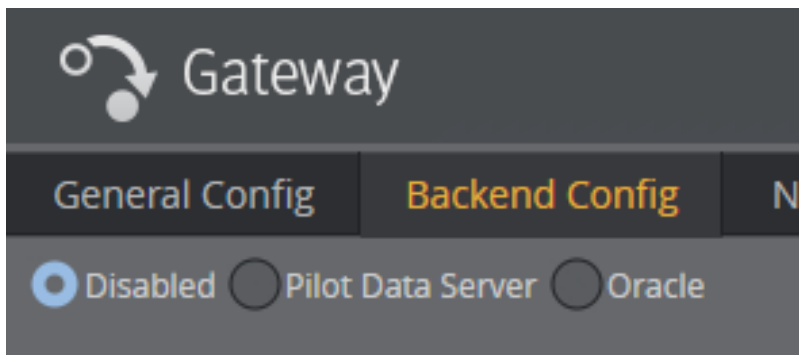 Gateway
General Config Backend Config N
Disabled Pilot Data Server Oracle